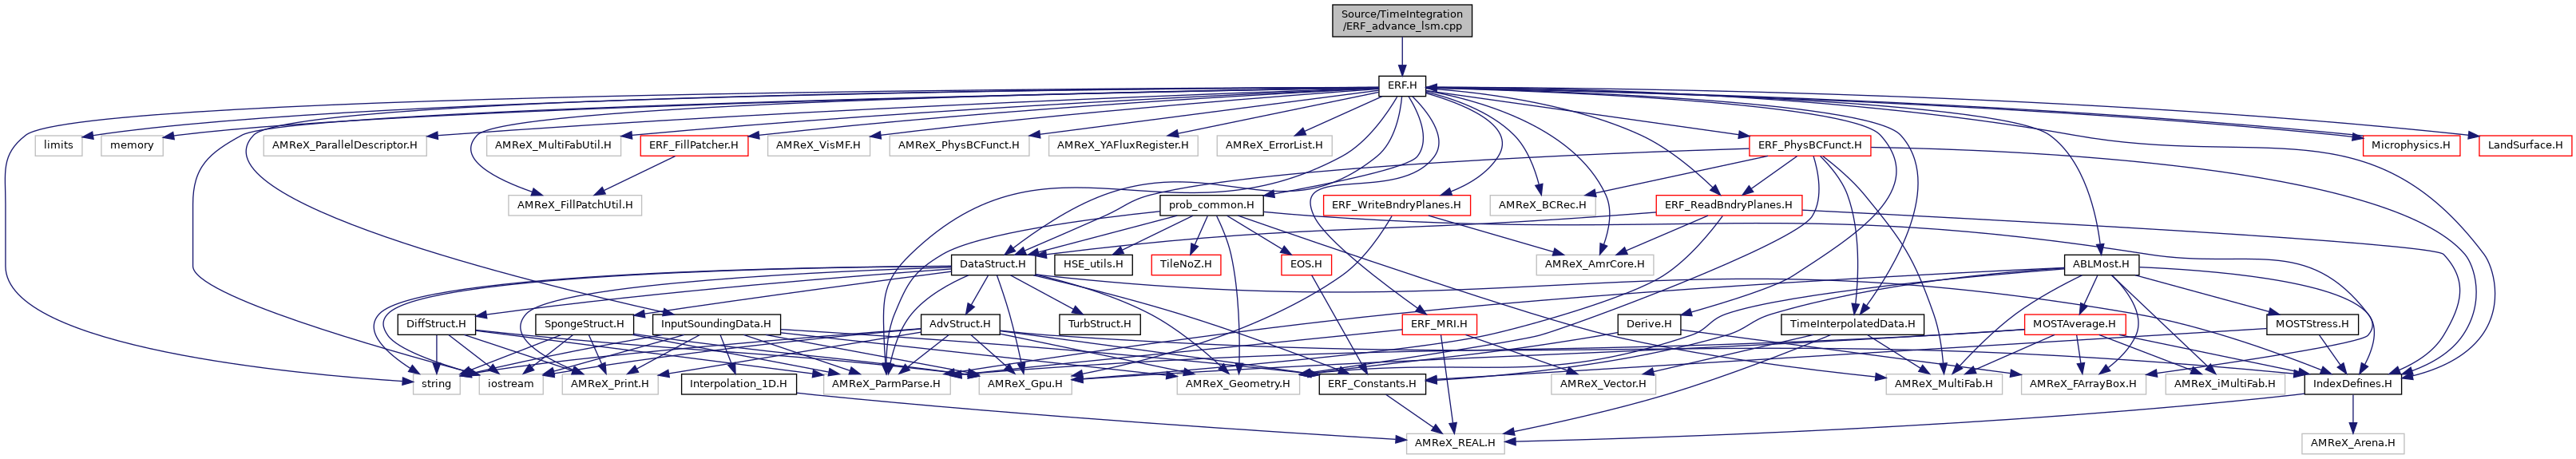 Source/TimeIntegration
/ERF_advance_lsm.cpp
ERF.H
limits
memory
AMReX_ParallelDescriptor.H
AMReX_MultiFabUtil.H
ERF_FillPatcher.H
AMReX_VisMF.H
AMReX_PhysBCFunct.H
AMReX_YAFluxRegister.H
AMReX_ErrorList.H
ERF_PhysBCFunct.H
Microphysics.H
LandSurface.H
AMReX_FillPatchUtil.H
prob_common.H
ERF_WriteBndryPlanes.H
AMReX_BCRec.H
ERF_ReadBndryPlanes.H
DataStruct.H
HSE_utils.H
TileNoZ.H
EOS.H
AMReX_AmrCore.H
ABLMost.H
DiffStruct.H
SpongeStruct.H
InputSoundingData.H
AdvStruct.H
TurbStruct.H
ERF_MRI.H
Derive.H
TimeInterpolatedData.H
MOSTAverage.H
MOSTStress.H
string
iostream
AMReX_Print.H
Interpolation_1D.H
AMReX_ParmParse.H
AMReX_Gpu.H
AMReX_Geometry.H
ERF_Constants.H
AMReX_Vector.H
AMReX_MultiFab.H
AMReX_FArrayBox.H
AMReX_iMultiFab.H
IndexDefines.H
AMReX_REAL.H
AMReX_Arena.H